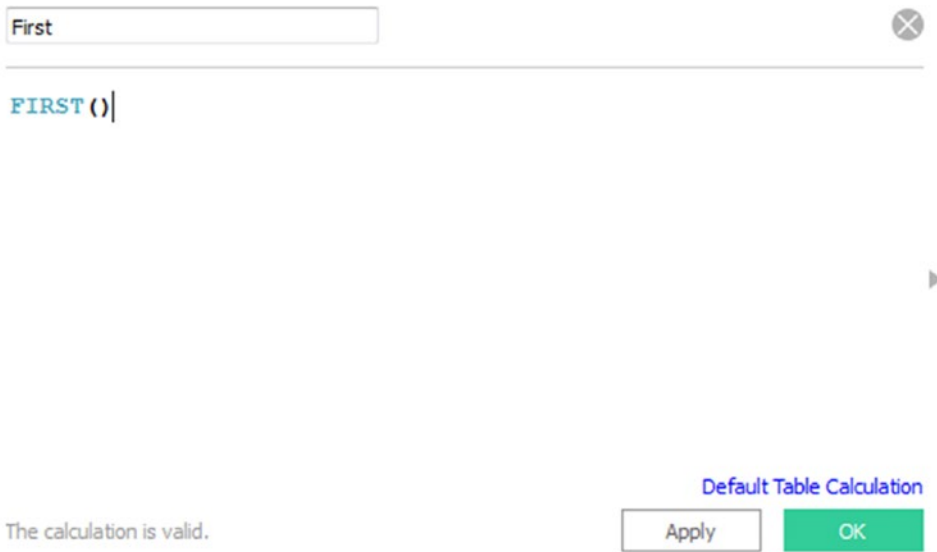 First
FIRST()
Default Table Calculation
The calculation is valid.
Apply
OK